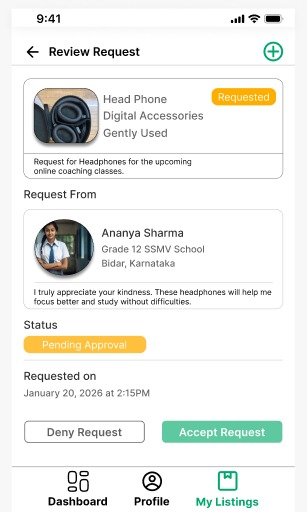 9:41
Review Request
Head Phone
Requested
Digital Accessories
Gently Used
Request for Headphones for the upcoming
online coaching classes.
Request From
Ananya Sharma
Grade 12 SSMV School
Bidar, Karnataka
I truly appreciate your kindness. These headphones will help me
focus better and study without difficulties.
Status
Pending Approval
Requested on
January 20, 2026 at 2:15PM
Deny Request
Accept Request
Dashboard
Profile
My Listings